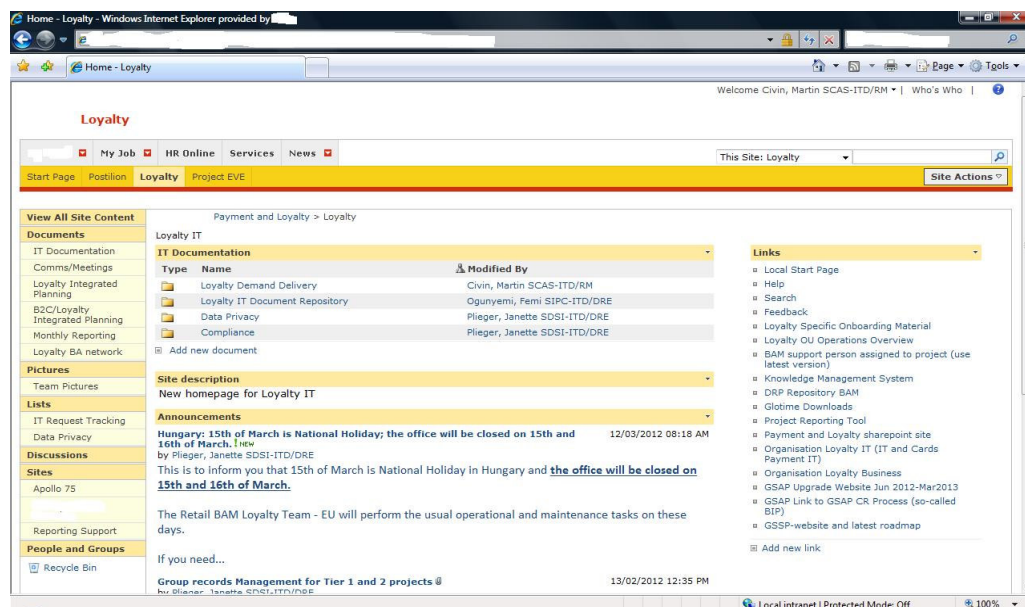 Home - Loyalty - Windows Internet Explorer provided by
Home - Loyalty
Page
Tools
Welcome Civin, Martin SCAS-ITD/RM | Who's Who |
Loyalty
My Job HR Online Services News
This Site: Loyalty
Start Page Postilion Loyalty Project EVE
Site Actions
View All Site Content
Documents
IT Documentation
Comms/Meetings
Loyalty Integrated
Planning
B2C/Loyalty
Integrated Planning
Monthly Reporting
Loyalty BA network
Pictures
Team Pictures
Lists
IT Request Tracking
Data Privacy
Discussions
Sites
Apollo 75
Reporting Support
People and Groups
Recycle Bin
Payment and Loyalty > Loyalty
Loyalty IT
IT Documentation
Type Name Modified By
Loyalty Demand Delivery Civin, Martin SCAS-ITD/RM
Loyalty IT Document Repository Ogunyemi, Femi SIPC-ITD/DRE
Data Privacy Plieger, Janette SDSI-ITD/DRE
Compliance Plieger, Janette SDSI-ITD/DRE
Add new document
Site description
New homepage for Loyalty IT
Announcements
Hungary: 15th of March is National Holiday; the office will be closed on 15th and 12/03/2012 08:18 AM
16th of March. ! NEW
by Plieger, Janette SDSI-ITD/DRE
This is to inform you that 15th of March is National Holiday in Hungary and the office will be closed on
15th and 16th of March.
The Retail BAM Loyalty Team - EU will perform the usual operational and maintenance tasks on these
days.
If you need...
Group records Management for Tier 1 and 2 projects 13/02/2012 12:35 PM
by Plieger, Janette SDSI-ITD/DRE
Links
Local Start Page
Help
Search
Feedback
Loyalty Specific Onboarding Material
Loyalty OU Operations Overview
BAM support person assigned to project (use
latest version)
Knowledge Management System
DRP Repository BAM
Glotime Downloads
Project Reporting Tool
Payment and Loyalty sharepoint site
Organisation Loyalty IT (IT and Cards
Payment IT)
Organisation Loyalty Business
GSAP Upgrade Website Jun 2012-Mar2013
GSAP Link to GSAP CR Process (so-called
BIP)
GSSP-website and latest roadmap
Add new link
Local intranet | Protected Mode: Off
100%